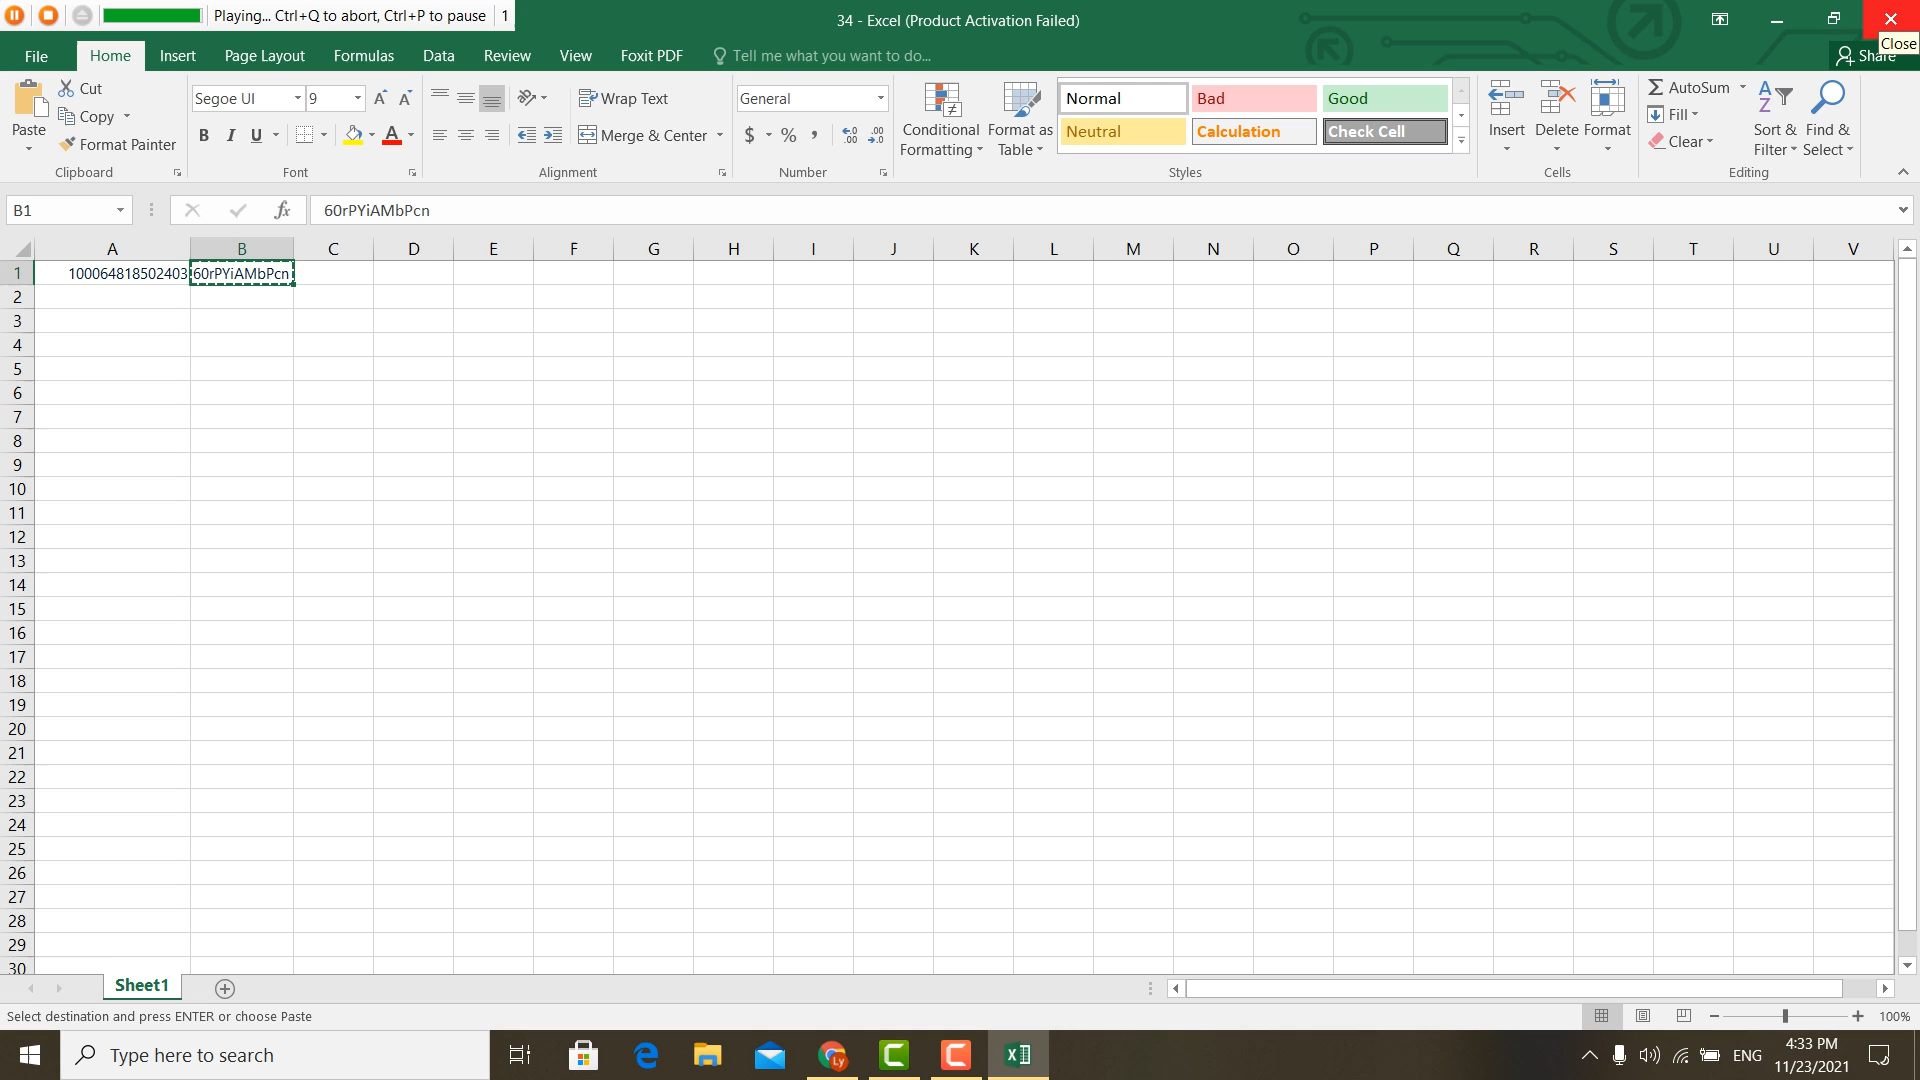 Playing... Ctrl+Q to abort, Ctrl+P to pause 1
34 - Excel (Product Activation Failed)
Close
File Home Insert Page Layout Formulas Data Review View Foxit PDF Tell me what you want to do... Share
Paste Cut Copy Format Painter Clipboard
Segoe UI 9 B I U A Font
Wrap Text Merge & Center Alignment
General $ % , Number
Conditional Formatting Format as Table
Normal Bad Good
Neutral Calculation Check Cell
Styles
Insert Delete Format Cells
AutoSum Fill Clear Sort & Filter Find & Select Editing
B1 fx 60rPYiAMbPcn
A B C D E F G H I J K L M N O P Q R S T U V
1 100064818502403 60rPYiAMbPcn
2
3
4
5
6
7
8
9
10
11
12
13
14
15
16
17
18
19
20
21
22
23
24
25
26
27
28
29
30
Sheet1
Select destination and press ENTER or choose Paste 100%
Type here to search ENG 4:33 PM
11/23/2021